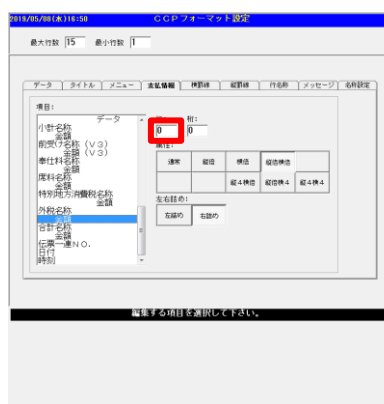 2019/05/08(水)16:50 CCPフォーマット設定
最大行数 15 最小行数 1
データ タイトル メニュー 支払情報 横罫線 縦罫線 行名称 メッセージ 名称設定
項目:
データ
小計名称
金額
前受け名称(V3)
金額(V3)
奉仕料名称
金額
席料名称
金額
特別地方消費税名称
金額
外税名称
金額
合計名称
金額
伝票一連NO.
日付
時刻
桁:
0 0
属性:
通常 縦倍 横倍 縦倍横倍
縦4横倍 縦倍横4 縦4横4
左右詰め:
左詰め 右詰め
編集する項目を選択して下さい。